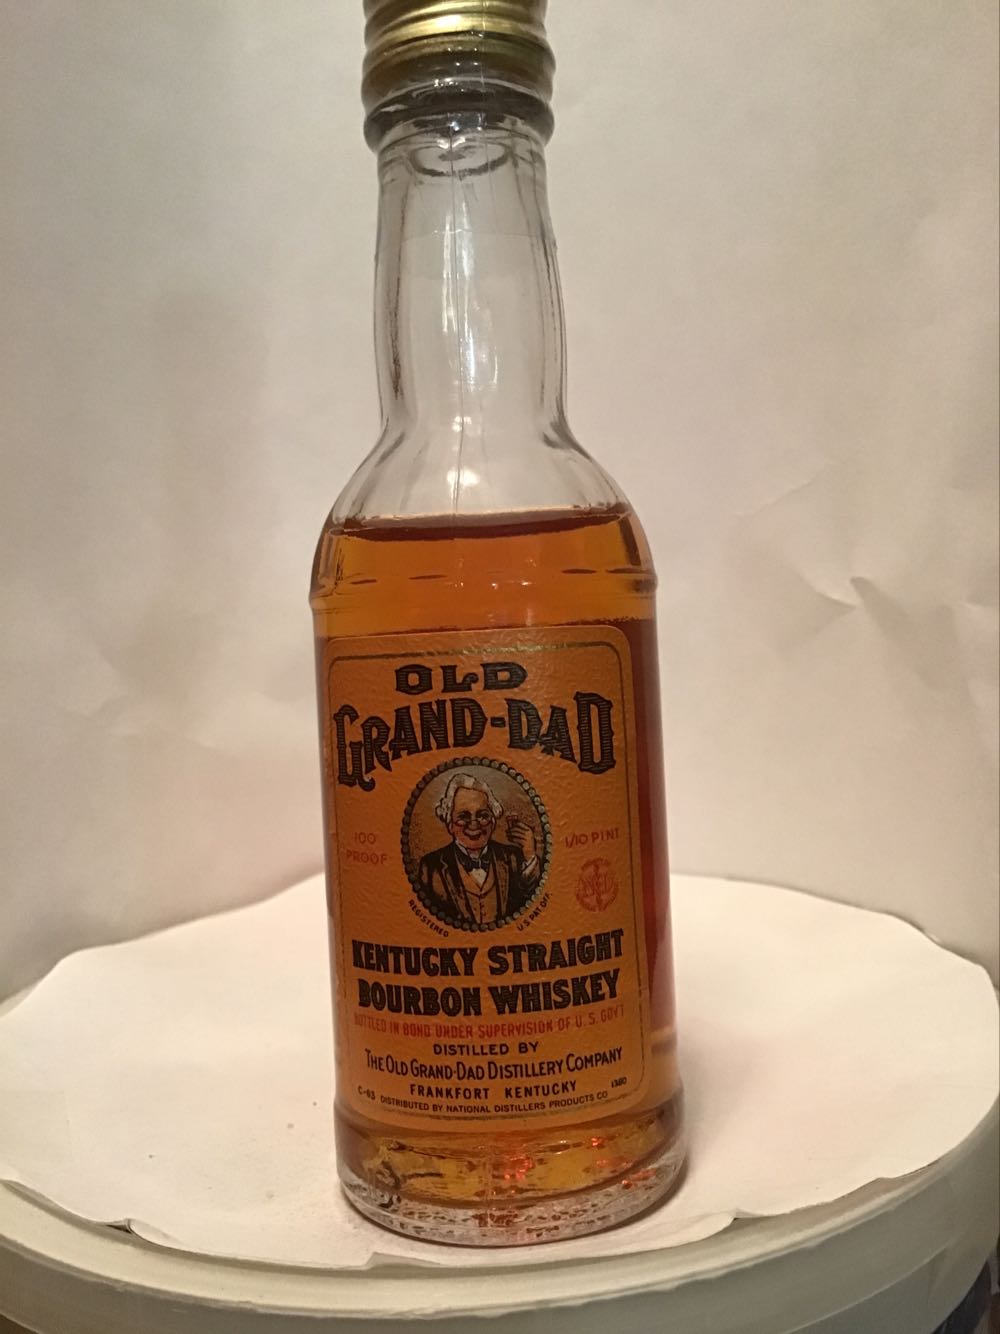 OLD
GRAND-DAD
100 PROOF
1/10 PINT
REGISTERED U.S. PAT. OFF.
KENTUCKY STRAIGHT
BOURBON WHISKEY
BOTTLED IN BOND UNDER SUPERVISION OF U.S. GOVT
DISTILLED BY
THE OLD GRAND-DAD DISTILLERY COMPANY
FRANKFORT KENTUCKY
C-63 DISTRIBUTED BY NATIONAL DISTILLERS PRODUCTS CO